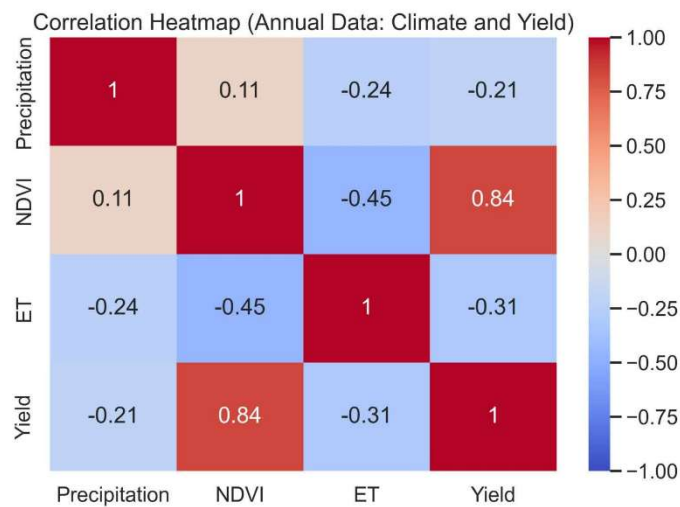 Correlation Heatmap (Annual Data: Climate and Yield)
Precipitation 1 0.11 -0.24 -0.21
NDVI 0.11 1 -0.45 0.84
ET -0.24 -0.45 1 -0.31
Yield -0.21 0.84 -0.31 1
Precipitation NDVI ET Yield
1.00
0.75
0.50
0.25
0.00
-0.25
-0.50
-0.75
-1.00